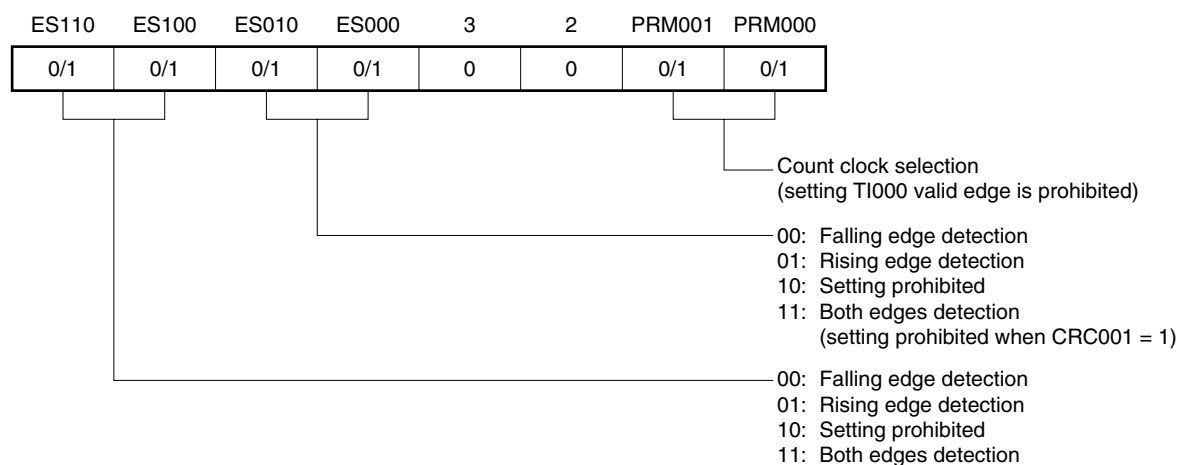 ES110 ES100 ES010 ES000 3 2 PRM001 PRM000
0/1 0/1 0/1 0/1 0 0 0/1 0/1
Count clock selection
(setting TI000 valid edge is prohibited)
00: Falling edge detection
01: Rising edge detection
10: Setting prohibited
11: Both edges detection
(setting prohibited when CRC001 = 1)
00: Falling edge detection
01: Rising edge detection
10: Setting prohibited
11: Both edges detection